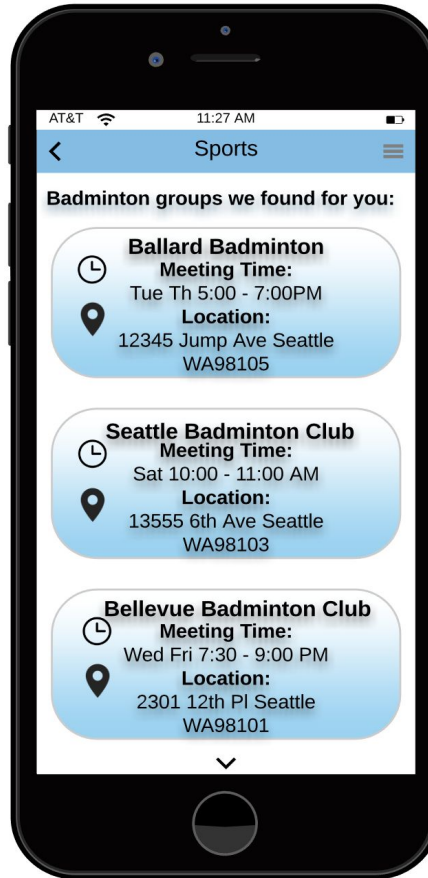 AT&T 11:27 AM
Sports
Badminton groups we found for you:
Ballard Badminton
Meeting Time:
Tue Th 5:00 - 7:00PM
Location:
12345 Jump Ave Seattle
WA98105
Seattle Badminton Club
Meeting Time:
Sat 10:00 - 11:00 AM
Location:
13555 6th Ave Seattle
WA98103
Bellevue Badminton Club
Meeting Time:
Wed Fri 7:30 - 9:00 PM
Location:
2301 12th Pl Seattle
WA98101